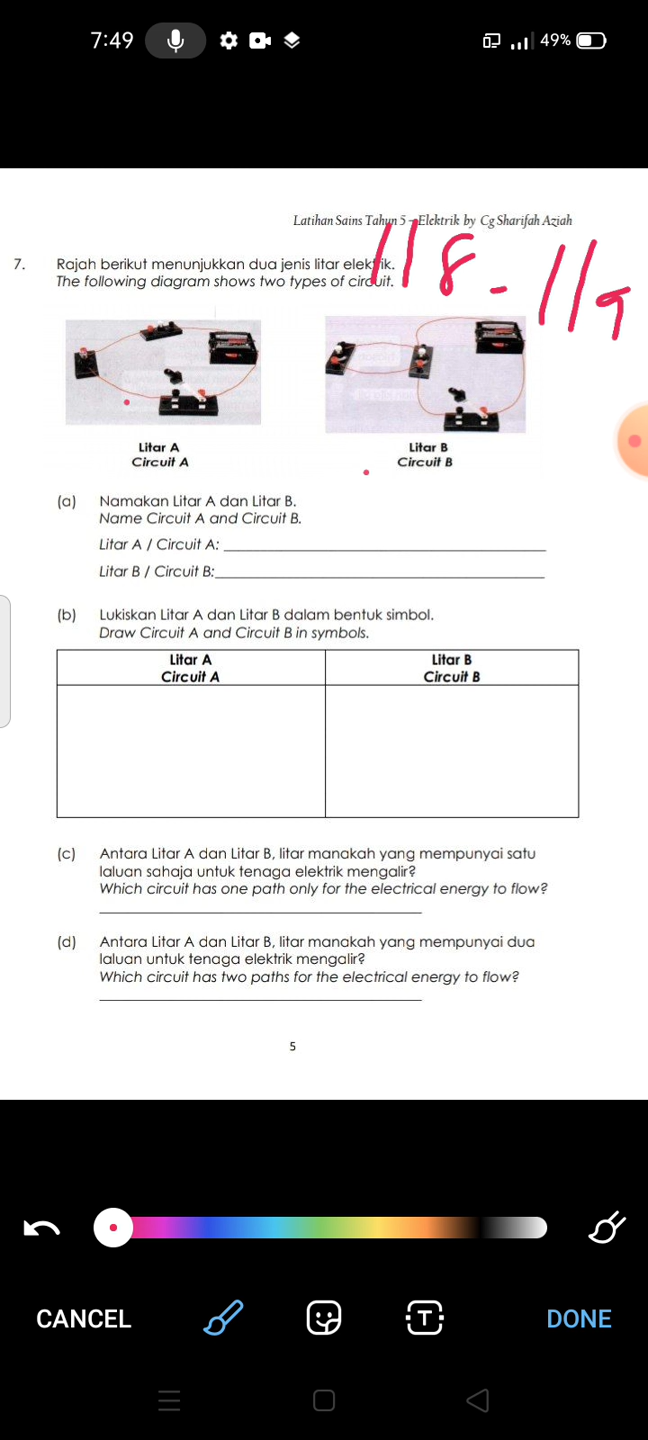 7:49
49%
Latihan Sains Tahun 5 – Elektrik by Cg Sharifah Aziah
118 - 119
7. Rajah berikut menunjukkan dua jenis litar elektrik.
The following diagram shows two types of circuit.
Litar A
Circuit A
Litar B
Circuit B
(a) Namakan Litar A dan Litar B.
Name Circuit A and Circuit B.
Litar A / Circuit A:
Litar B / Circuit B:
(b) Lukiskan Litar A dan Litar B dalam bentuk simbol.
Draw Circuit A and Circuit B in symbols.
Litar A
Circuit A
Litar B
Circuit B
(c) Antara Litar A dan Litar B, litar manakah yang mempunyai satu
laluan sahaja untuk tenaga elektrik mengalir?
Which circuit has one path only for the electrical energy to flow?
(d) Antara Litar A dan Litar B, litar manakah yang mempunyai dua
laluan untuk tenaga elektrik mengalir?
Which circuit has two paths for the electrical energy to flow?
5
CANCEL
T
DONE